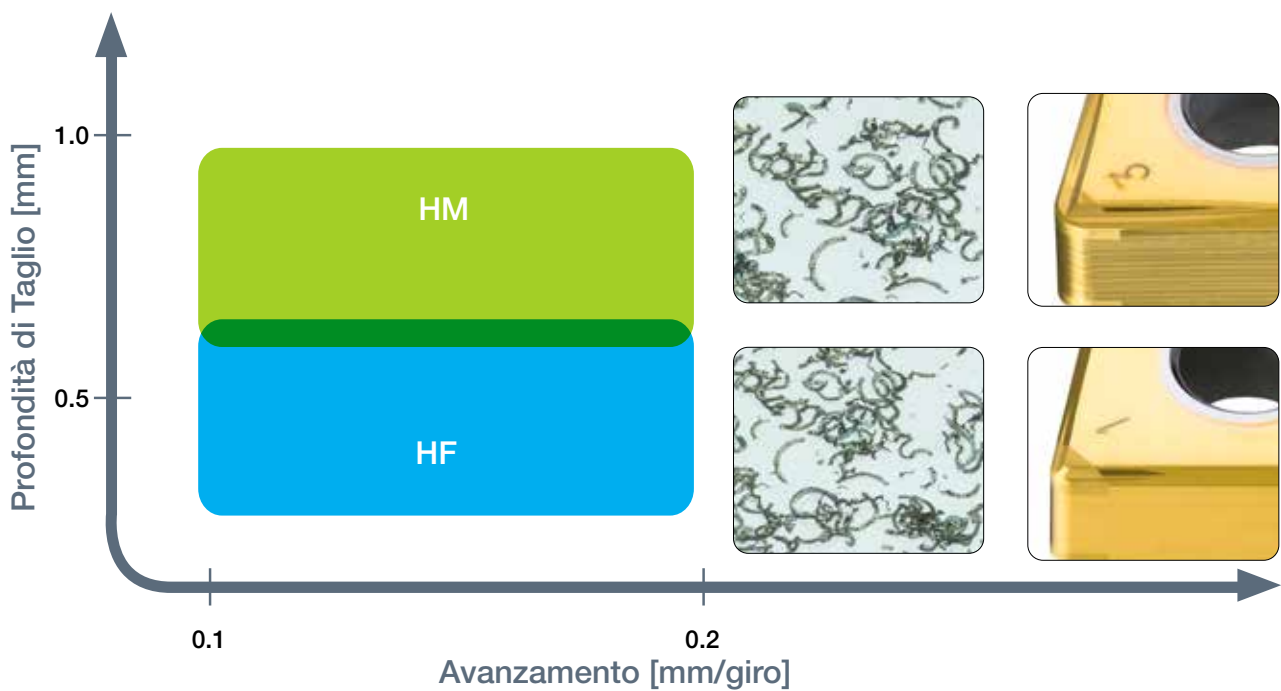 Profondità di Taglio [mm]
1.0
0.5
HM
HF
0.1
0.2
Avanzamento [mm/giro]